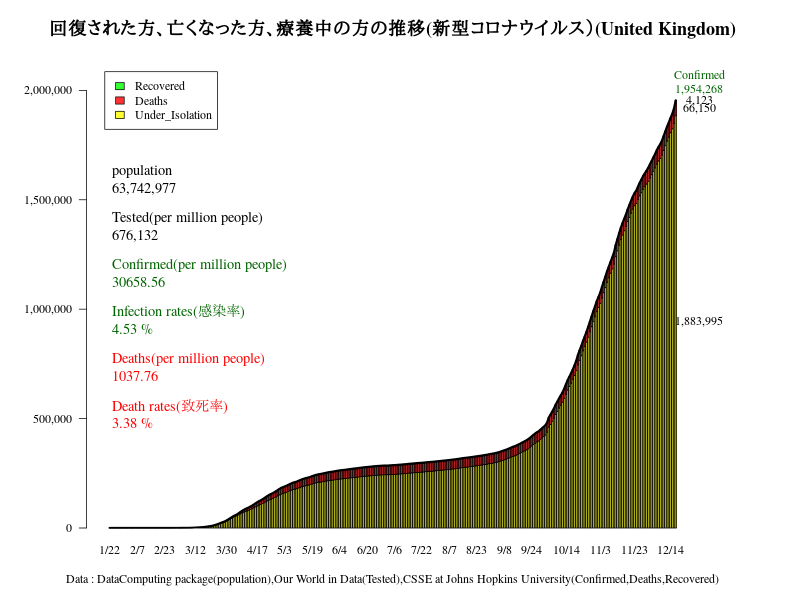 回復された方、亡くなった方、療養中の方の推移(新型コロナウイルス)(United Kingdom)
Confirmed
1,954,268
4,123
66,150
1,883,995
Recovered
Deaths
Under_Isolation
population
63,742,977
Tested(per million people)
676,132
Confirmed(per million people)
30658.56
Infection rates(感染率)
4.53 %
Deaths(per million people)
1037.76
Death rates(致死率)
3.38 %
2,000,000
1,500,000
1,000,000
500,000
0
1/22 2/7 2/23 3/12 3/30 4/17 5/3 5/19 6/4 6/20 7/6 7/22 8/7 8/23 9/8 9/24 10/14 11/3 11/23 12/14
Data : DataComputing package(population),Our World in Data(Tested),CSSE at Johns Hopkins University(Confirmed,Deaths,Recovered)